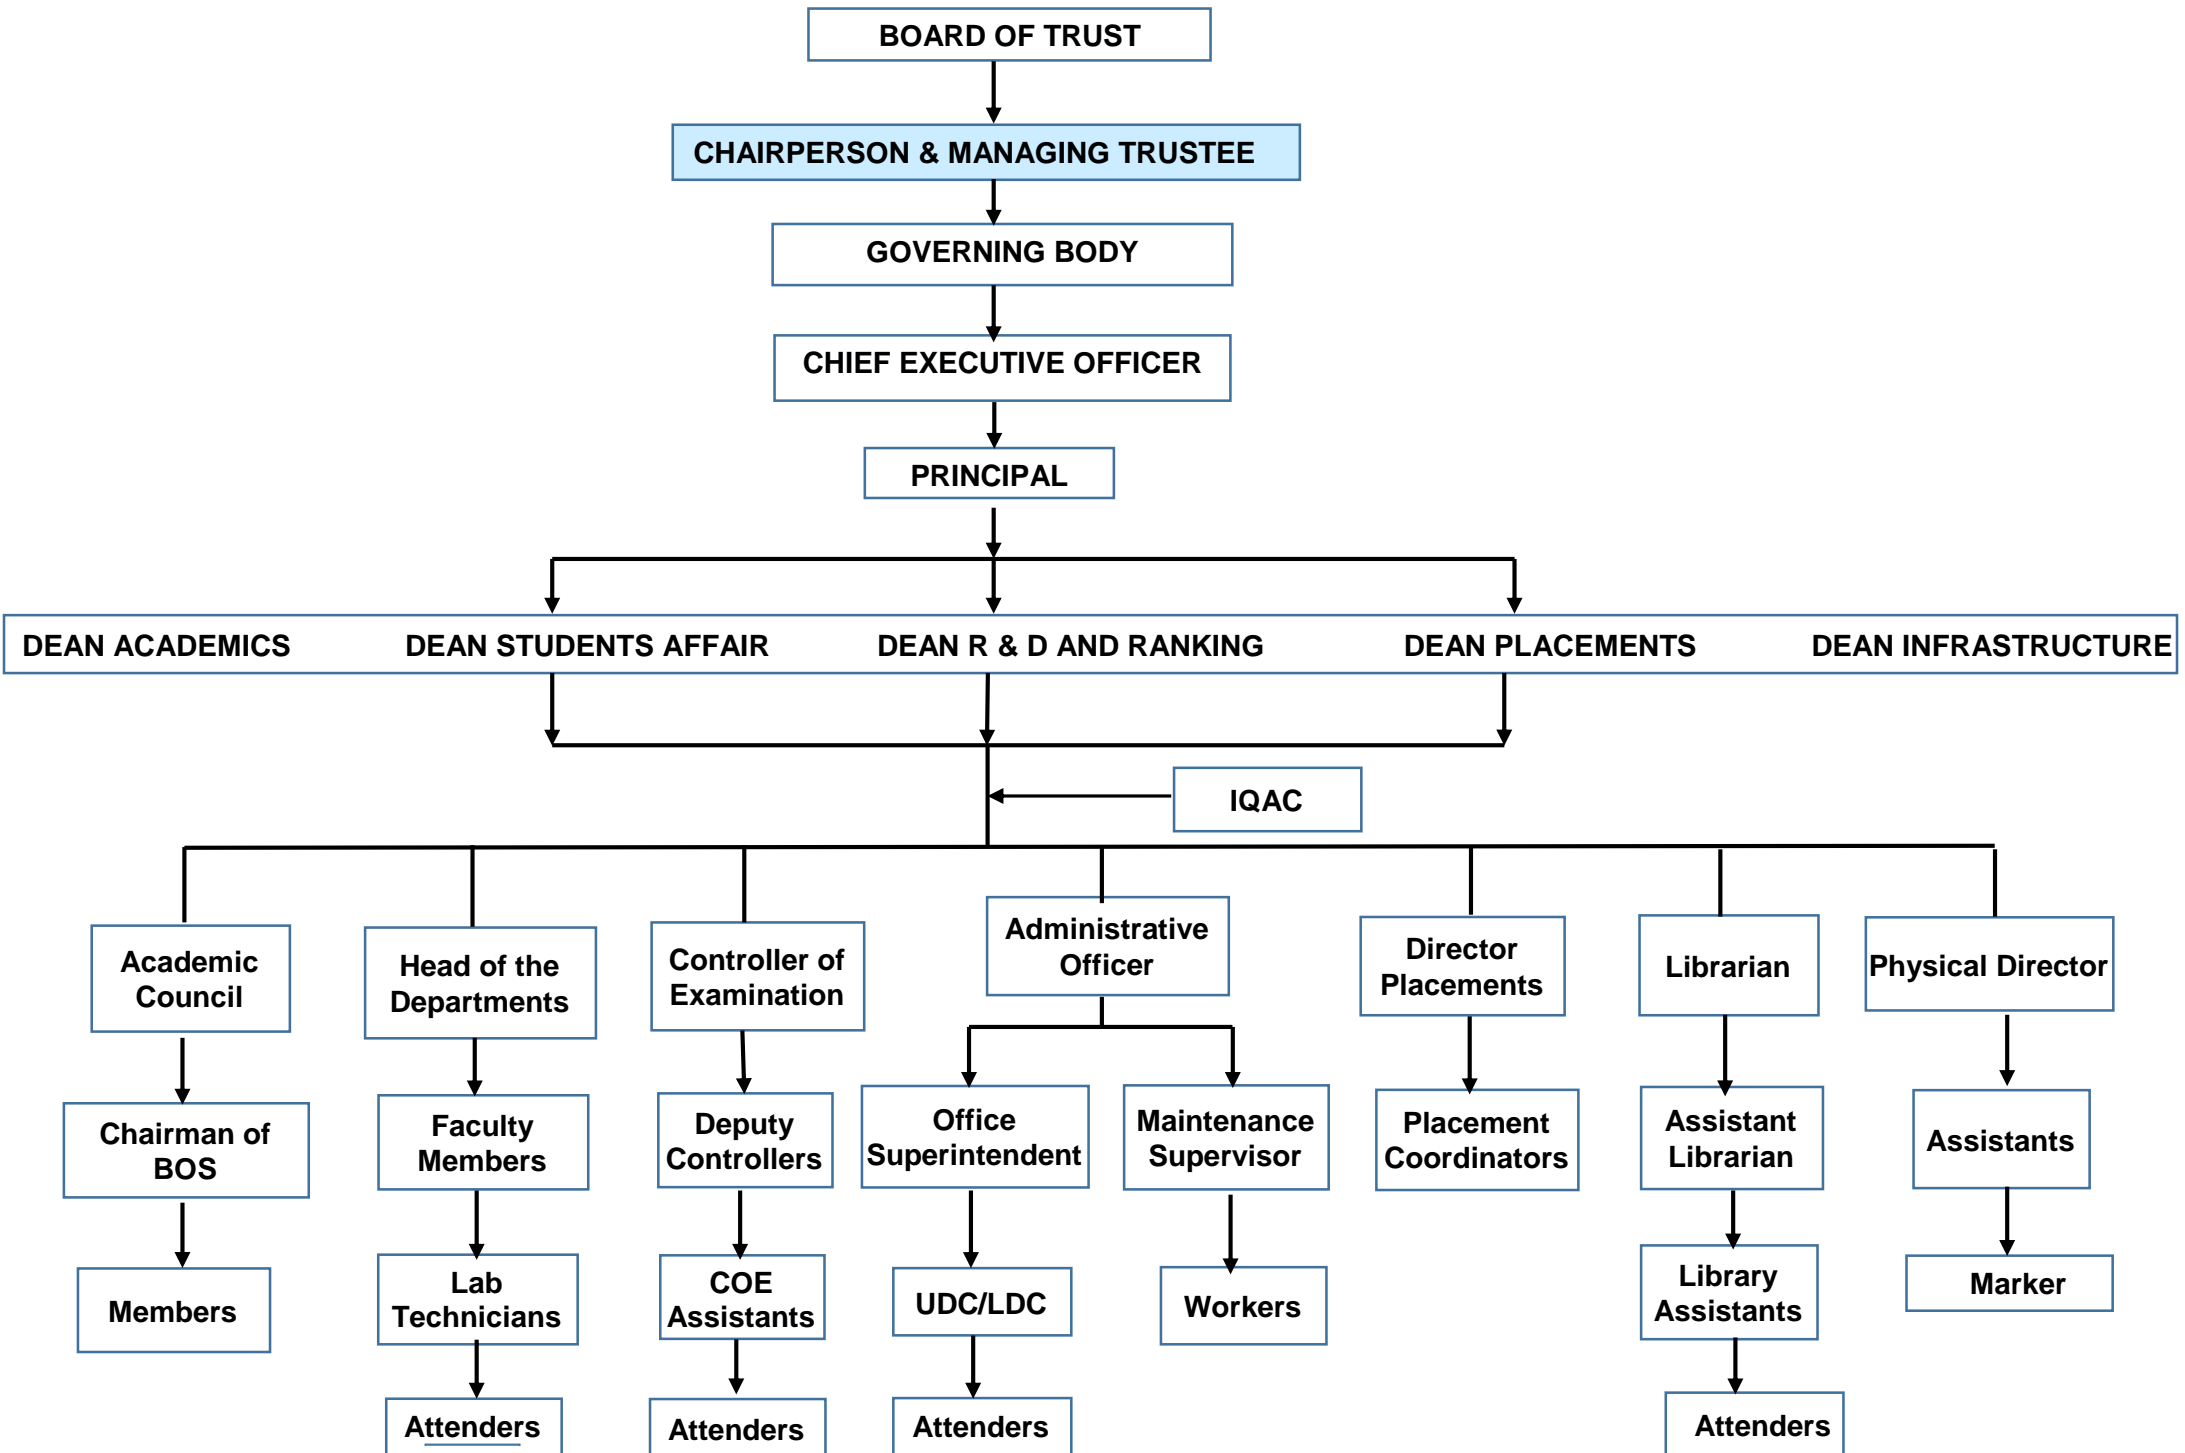 BOARD OF TRUST
CHAIRPERSON & MANAGING TRUSTEE
GOVERNING BODY
CHIEF EXECUTIVE OFFICER
PRINCIPAL
DEAN ACADEMICS
DEAN STUDENTS AFFAIR
DEAN R & D AND RANKING
DEAN PLACEMENTS
DEAN INFRASTRUCTURE
IQAC
Academic
Council
Head of the
Departments
Controller of
Examination
Administrative
Officer
Director
Placements
Librarian
Physical Director
Chairman of
BOS
Faculty
Members
Deputy
Controllers
Office
Superintendent
Maintenance
Supervisor
Placement
Coordinators
Assistant
Librarian
Assistants
Members
Lab
Technicians
COE
Assistants
UDC/LDC
Workers
Library
Assistants
Marker
Attenders
Attenders
Attenders
Attenders